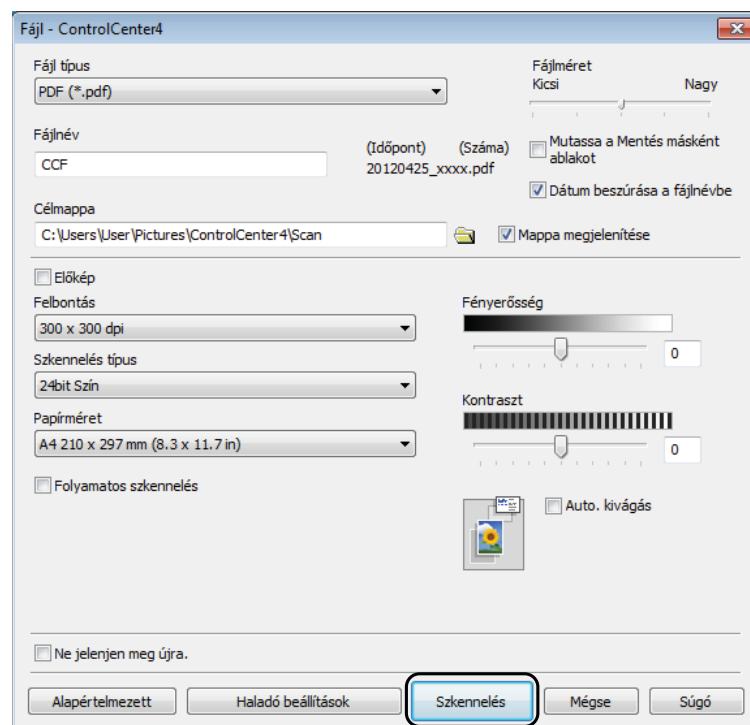 Fájl - ControlCenter4
Fájl típus
PDF (*.pdf)
Fájlméret
Kicsi Nagy
Fájlnév
CCF
(Időpont) (Száma)
20120425_xxxx.pdf
Mutassa a Mentés másként
ablakot
Dátum beszúrása a fájlnévbe
Célmappa
C:\Users\User\Pictures\ControlCenter4\Scan
Mappa megjelenítése
Előkép
Felbontás
300 x 300 dpi
Szkennelés típus
24bit Szín
Papírméret
A4 210 x 297 mm (8.3 x 11.7 in)
Folyamatos szkennelés
Fényerősség
0
Kontraszt
0
Auto. kivágás
Ne jelenjen meg újra.
Alapértelmezett Haladó beállítások Szkennelés Mégse Súgó